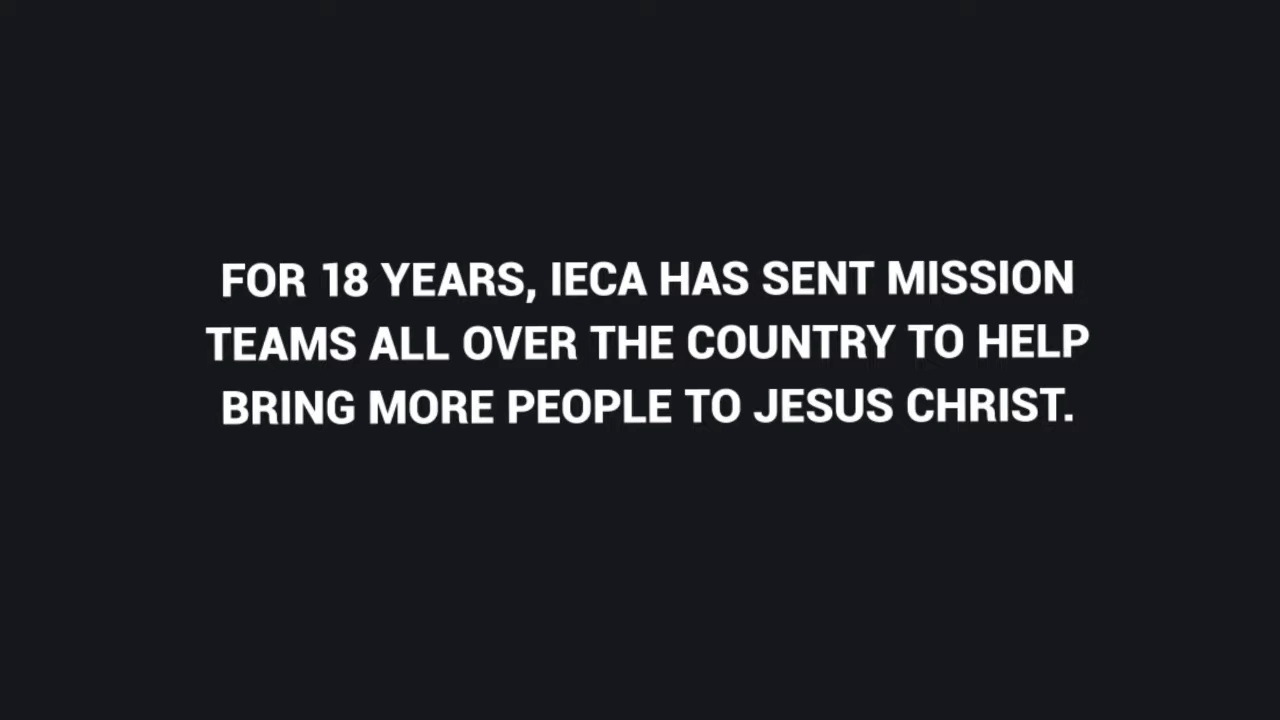 FOR 18 YEARS, IECA HAS SENT MISSION
TEAMS ALL OVER THE COUNTRY TO HELP
BRING MORE PEOPLE TO JESUS CHRIST.